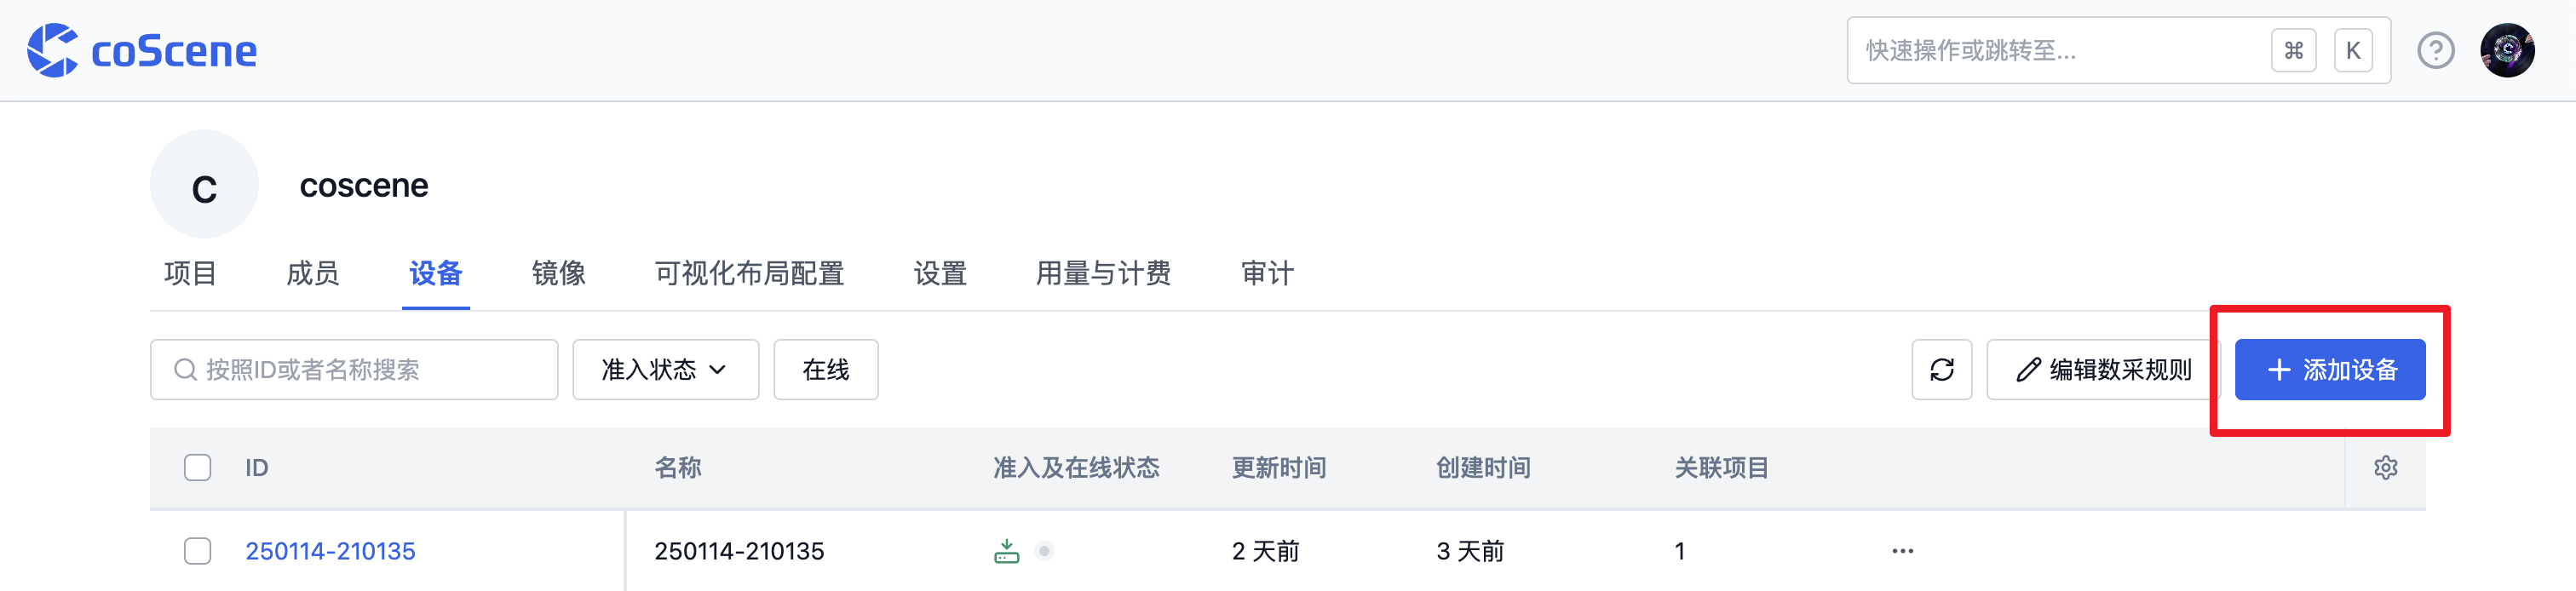 coScene
快速操作或跳转至... ⌘ K
C
coscene
项目 成员 设备 镜像 可视化布局配置 设置 用量与计费 审计
按照ID或者名称搜索 准入状态 在线 编辑数采规则 + 添加设备
ID 名称 准入及在线状态 更新时间 创建时间 关联项目
250114-210135 250114-210135 2 天前 3 天前 1 ...